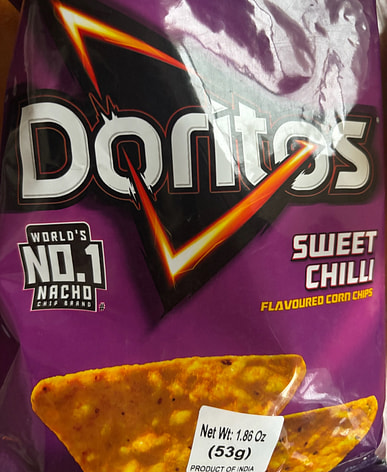 Doritos
WORLD'S
NO.1
NACHO
CHIP BRAND
SWEET
CHILLI
FLAVOURED CORN CHIPS
Net Wt: 1.86 Oz
(53g)
PRODUCT OF INDIA